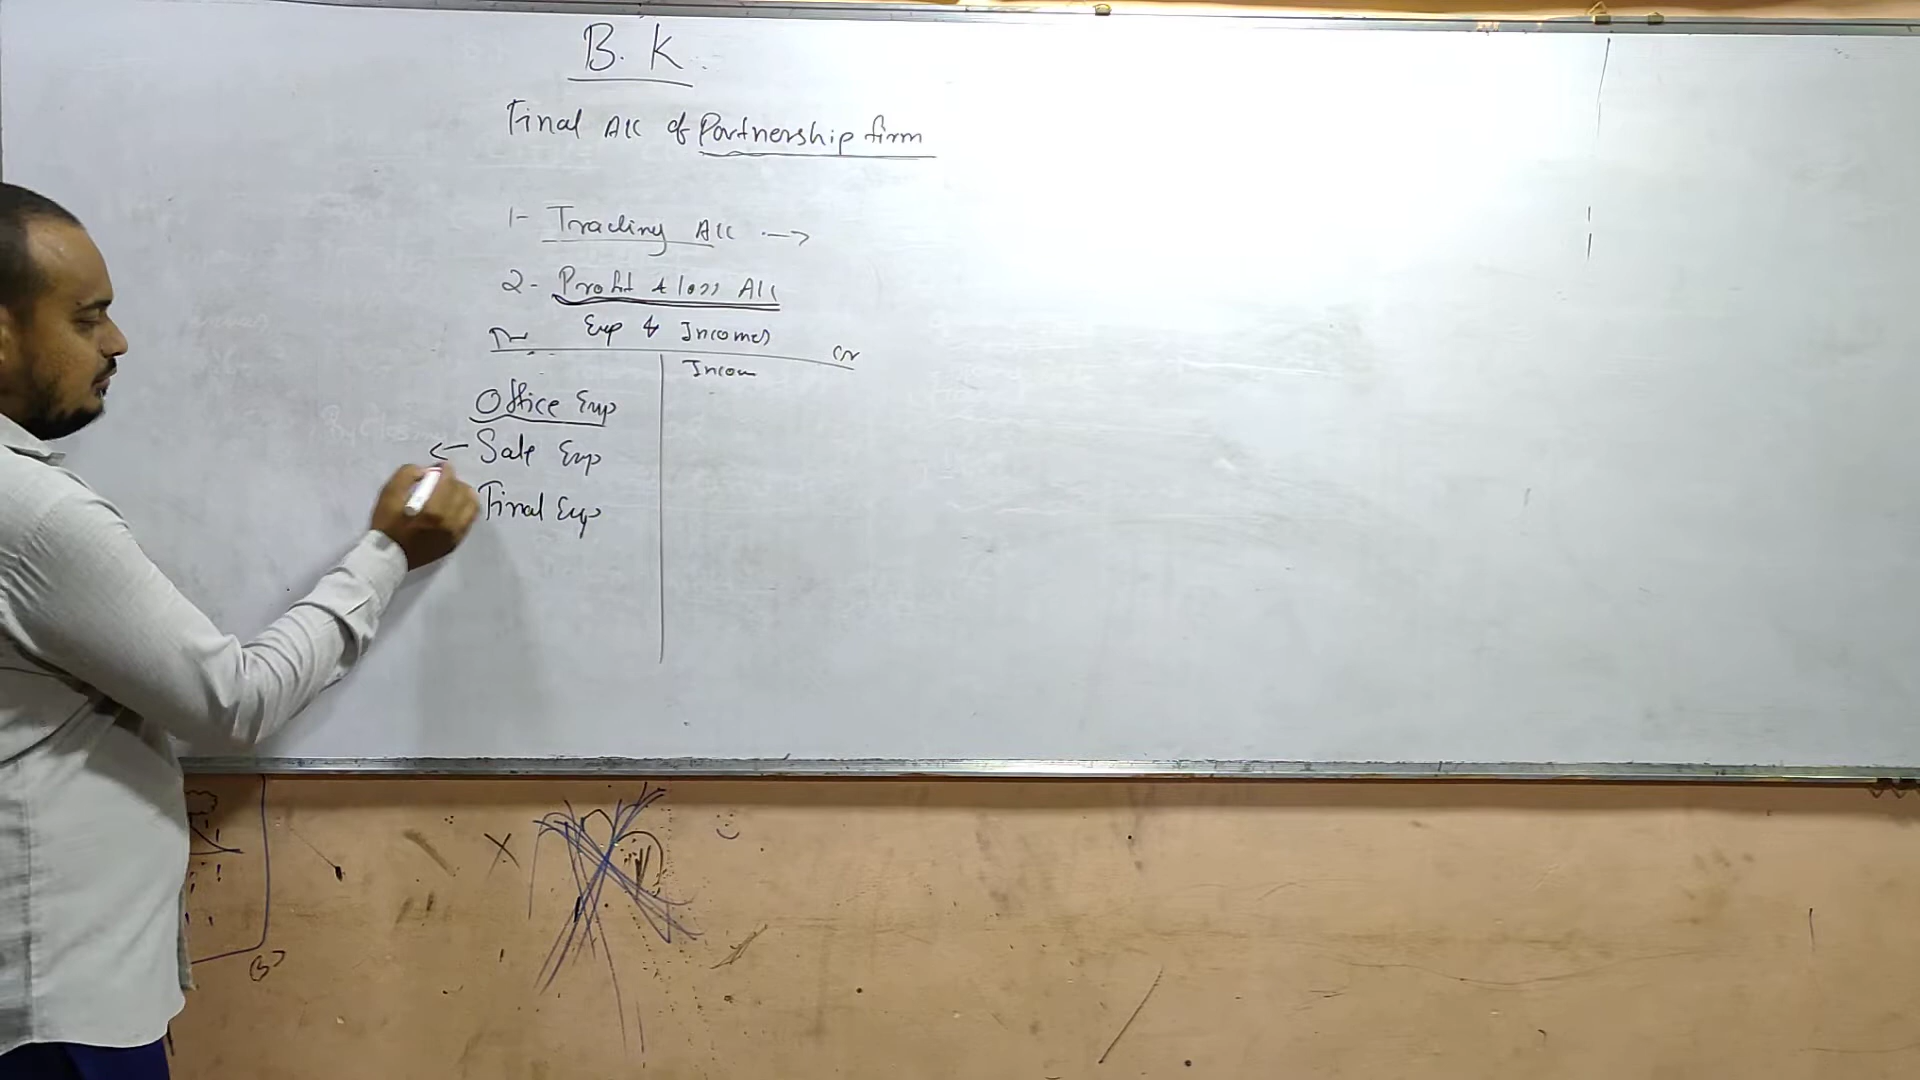 B. K.
Final A/c of Partnership firm
1- Trading A/c →
2- Profit & loss A/c
Dr Exp & Incomes Cr
Incom
Office Exp
← Sale Exp
Final Exp